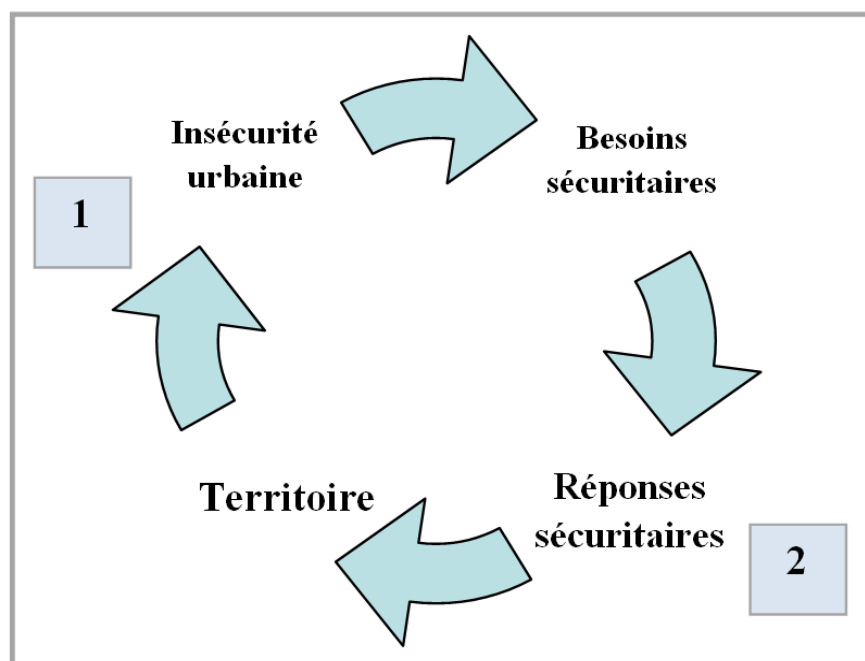 Insécurité
urbaine
Besoins
sécuritaires
1
Territoire
Réponses
sécuritaires
2